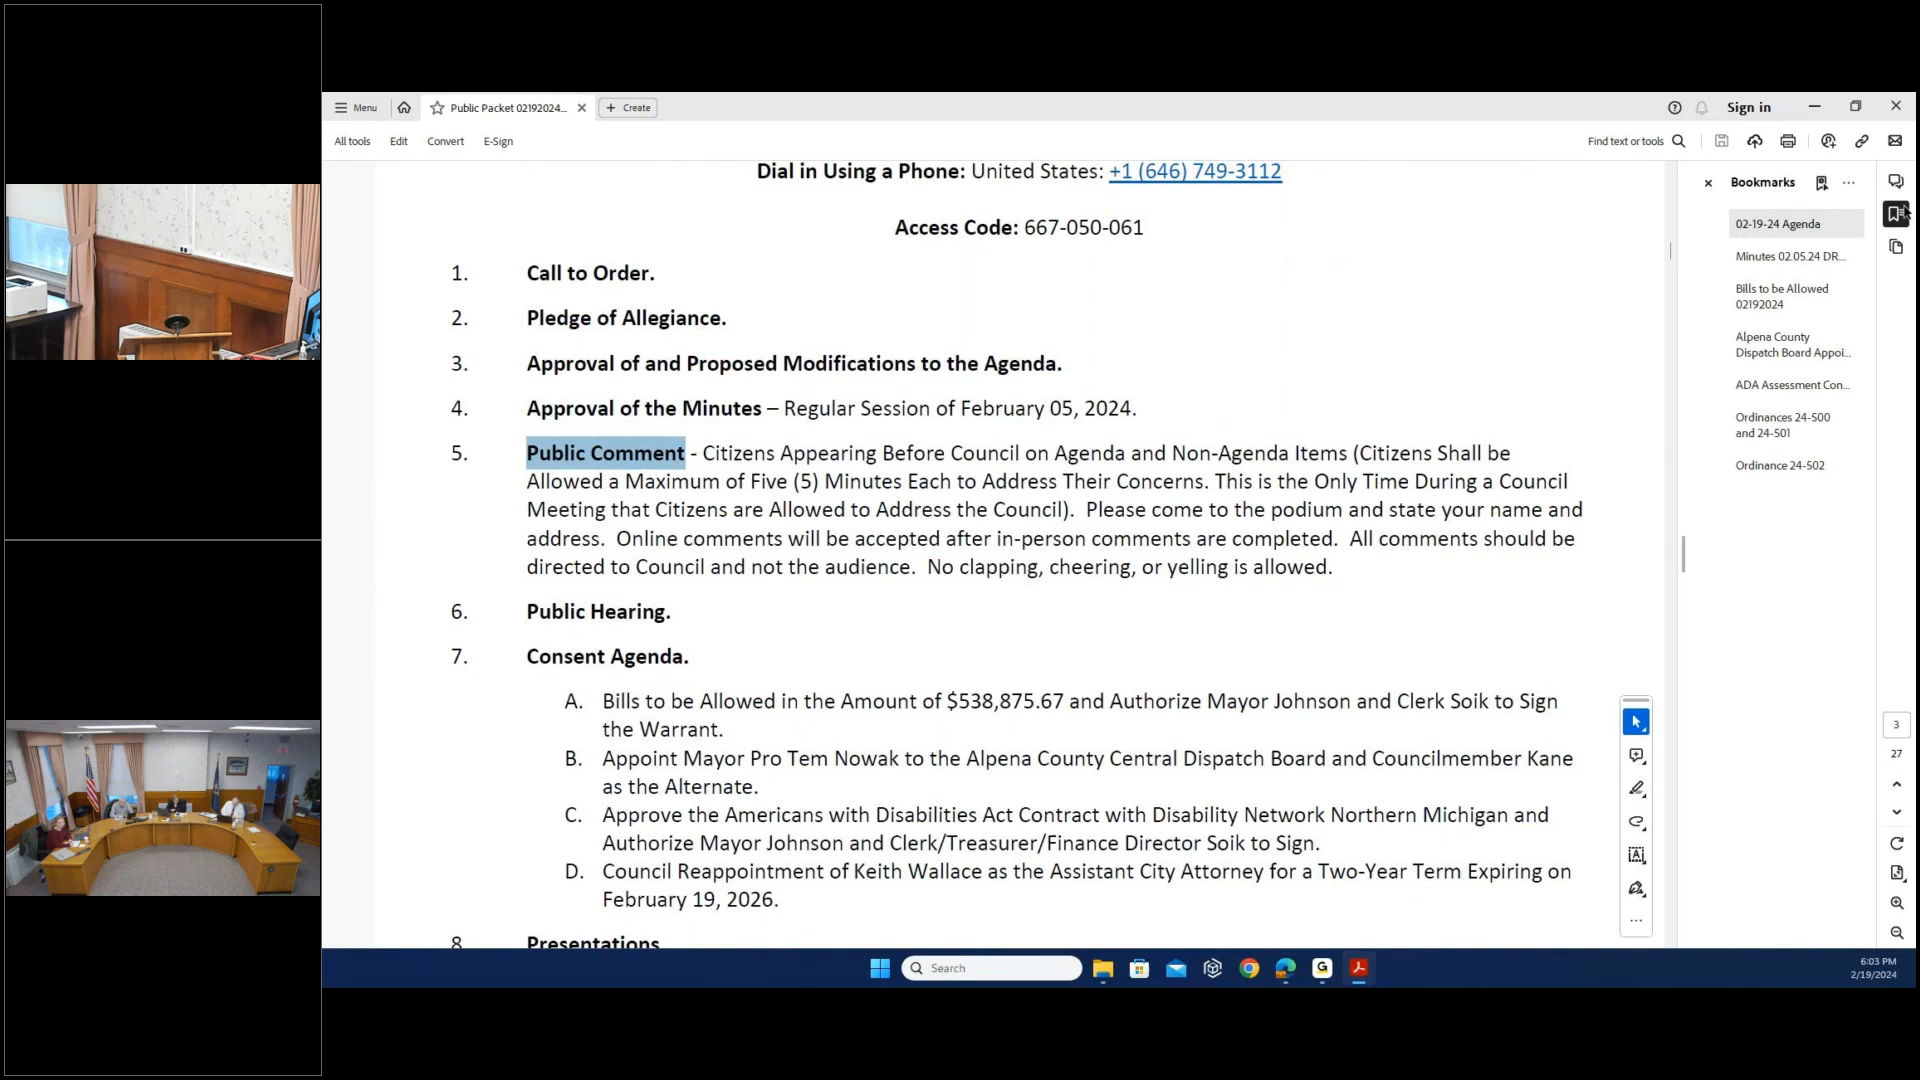 Menu
Public Packet 02192024...
Create
Sign in
All tools
Edit
Convert
E-Sign
Find text or tools
Dial in Using a Phone: United States: +1 (646) 749-3112
Access Code: 667-050-061
1. Call to Order.
2. Pledge of Allegiance.
3. Approval of and Proposed Modifications to the Agenda.
4. Approval of the Minutes – Regular Session of February 05, 2024.
5. Public Comment - Citizens Appearing Before Council on Agenda and Non-Agenda Items (Citizens Shall be
Allowed a Maximum of Five (5) Minutes Each to Address Their Concerns. This is the Only Time During a Council
Meeting that Citizens are Allowed to Address the Council). Please come to the podium and state your name and
address. Online comments will be accepted after in-person comments are completed. All comments should be
directed to Council and not the audience. No clapping, cheering, or yelling is allowed.
6. Public Hearing.
7. Consent Agenda.
A. Bills to be Allowed in the Amount of $538,875.67 and Authorize Mayor Johnson and Clerk Soik to Sign
the Warrant.
B. Appoint Mayor Pro Tem Nowak to the Alpena County Central Dispatch Board and Councilmember Kane
as the Alternate.
C. Approve the Americans with Disabilities Act Contract with Disability Network Northern Michigan and
Authorize Mayor Johnson and Clerk/Treasurer/Finance Director Soik to Sign.
D. Council Reappointment of Keith Wallace as the Assistant City Attorney for a Two-Year Term Expiring on
February 19, 2026.
8. Presentations.
Bookmarks
02-19-24 Agenda
Minutes 02.05.24 DR...
Bills to be Allowed
02192024
Alpena County
Dispatch Board Appoi...
ADA Assessment Con...
Ordinances 24-500
and 24-501
Ordinance 24-502
3
27
Search
6:03 PM
2/19/2024